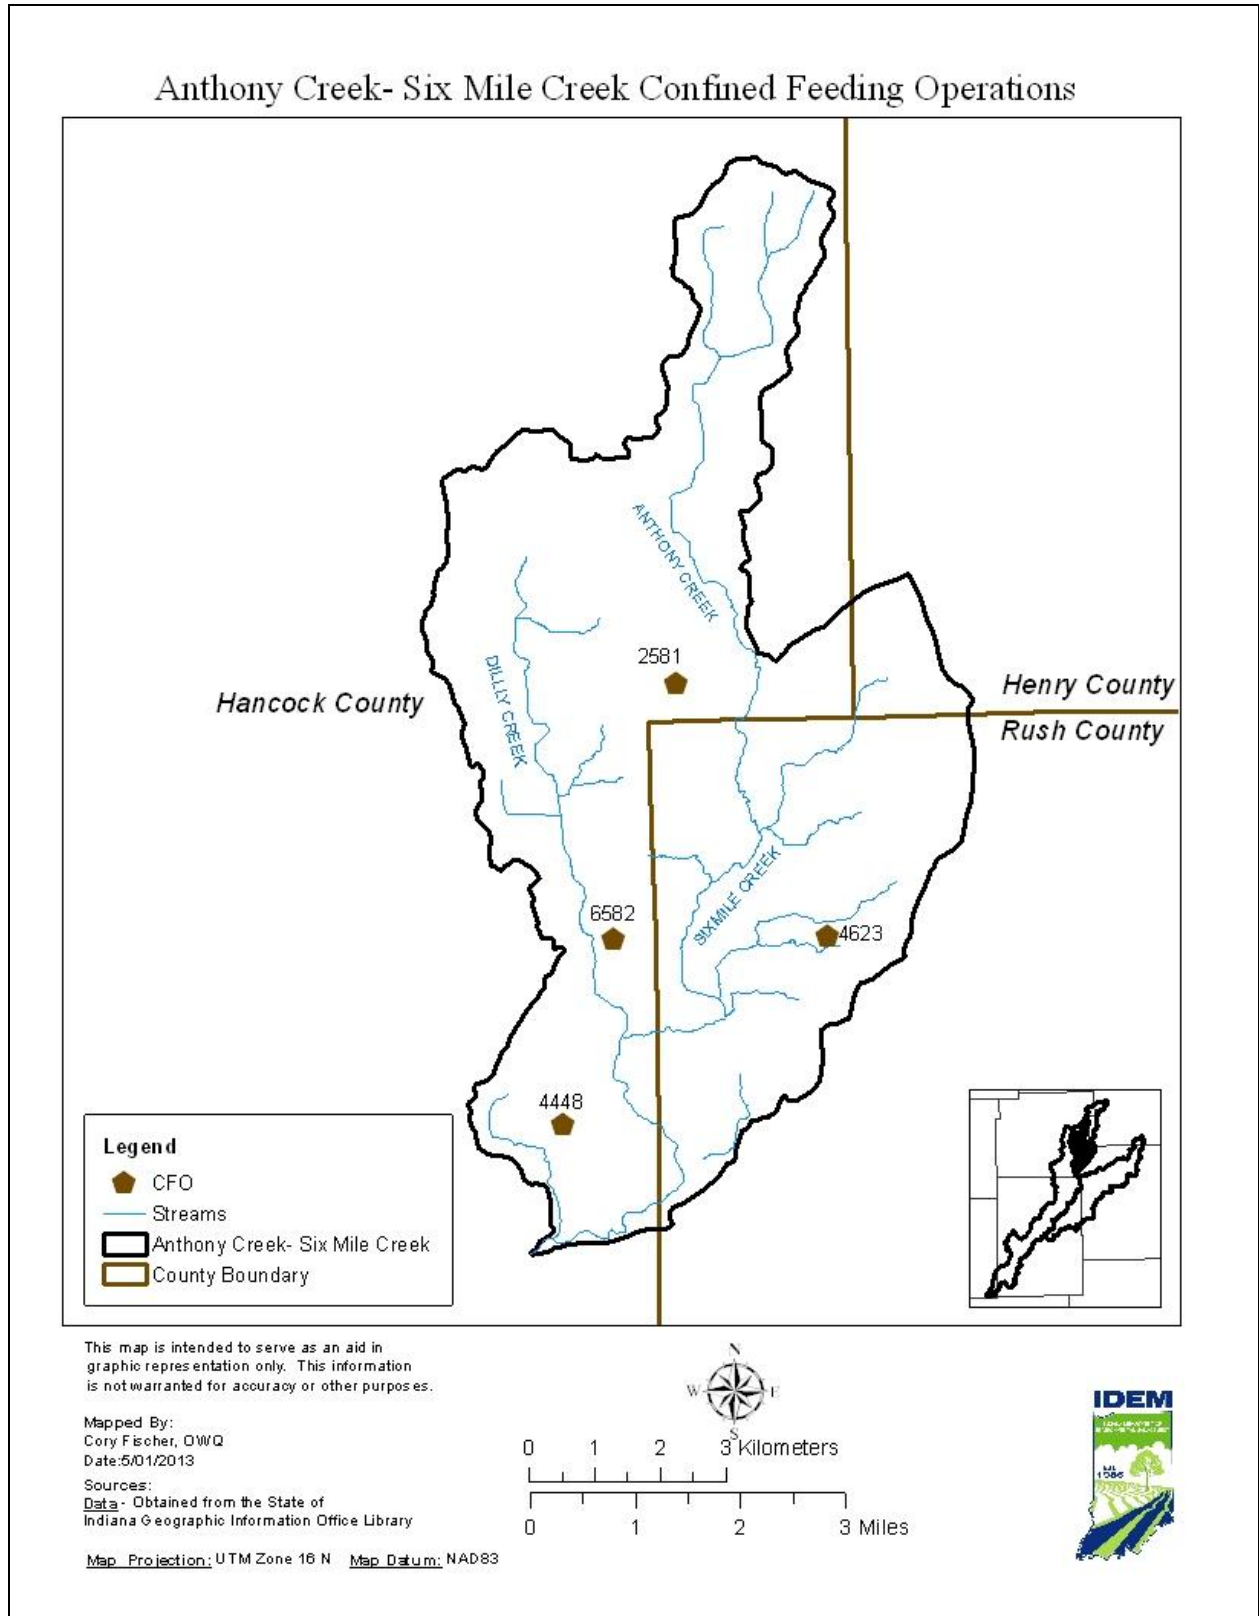 Anthony Creek- Six Mile Creek Confined Feeding Operations
ANTHONY CREEK
2581
DILLY CREEK
Hancock County
Henry County
Rush County
6582
SIXMILE CREEK
4623
4448
Legend
CFO
Streams
Anthony Creek- Six Mile Creek
County Boundary
This map is intended to serve as an aid in
graphic representation only. This information
is not warranted for accuracy or other purposes.
Mapped By:
Cory Fischer, OWQ
Date:5/01/2013
Sources:
Data - Obtained from the State of
Indiana Geographic Information Office Library
Map Projection: UTM Zone 16 N Map Datum: NAD83
N
W E
S
0 1 2 3 Kilometers
0 1 2 3 Miles
IDEM
1986